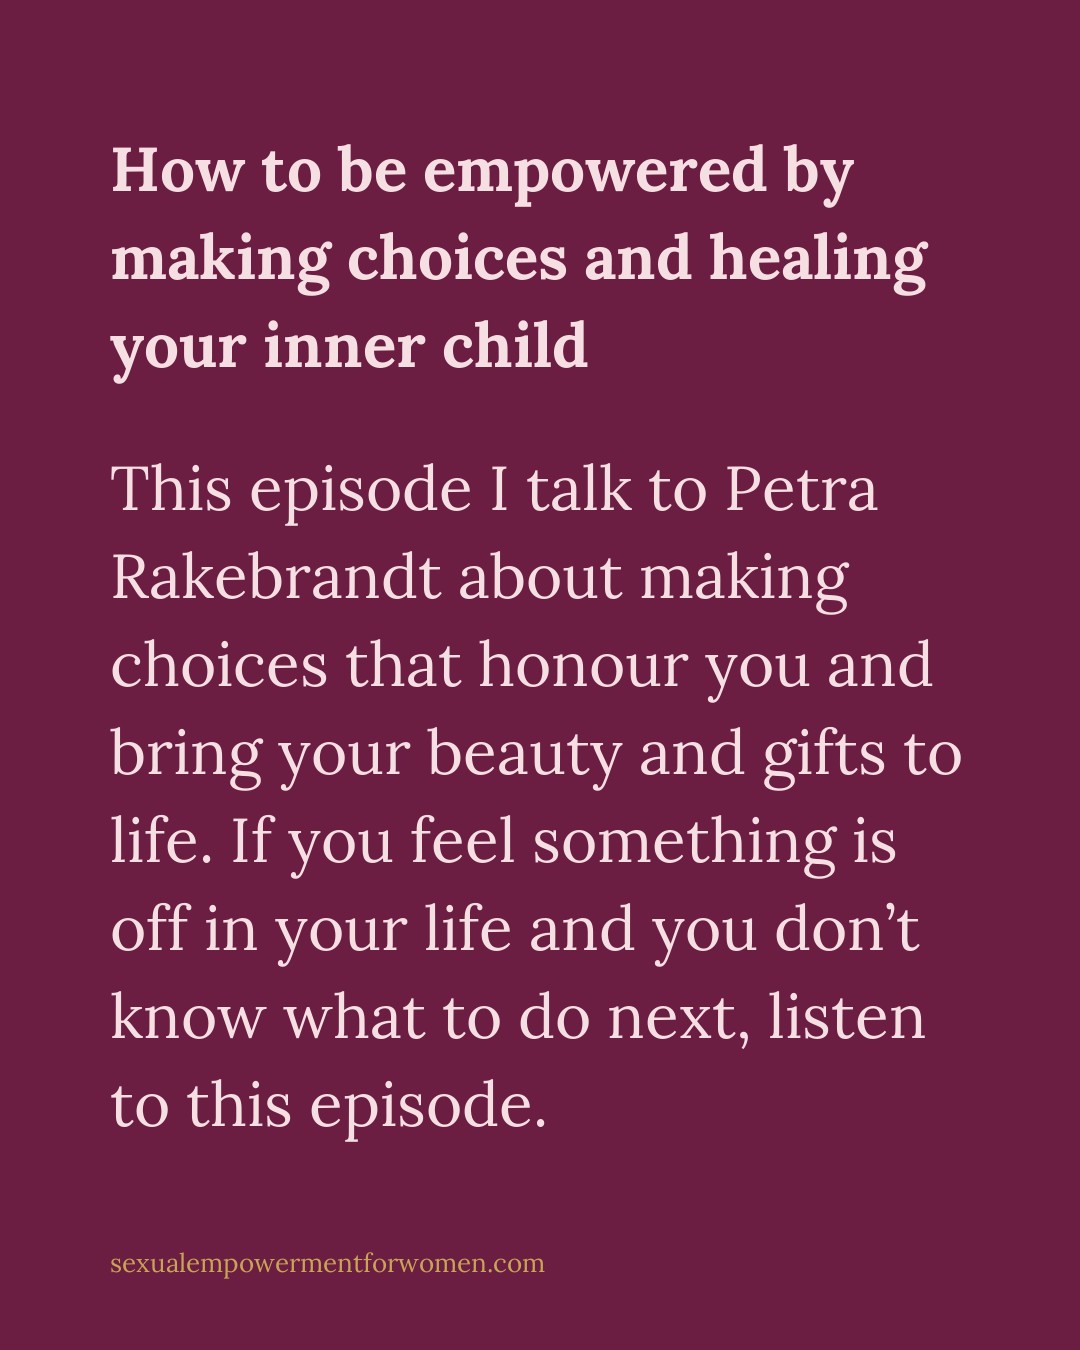 How to be empowered by
making choices and healing
your inner child
This episode I talk to Petra
Rakebrandt about making
choices that honour you and
bring your beauty and gifts to
life. If you feel something is
off in your life and you don’t
know what to do next, listen
to this episode.
sexualempowermentforwomen.com